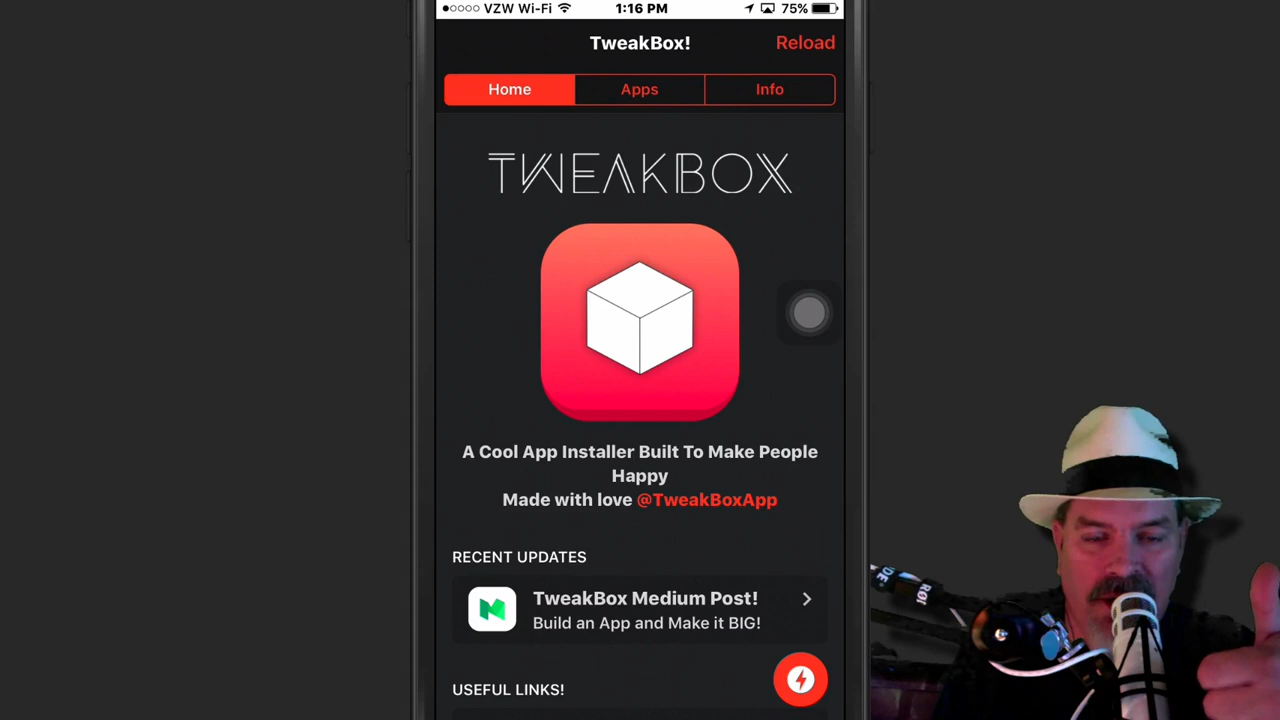 VZW Wi-Fi 1:16 PM 75%
TweakBox! Reload
Home Apps Info
TWEAKBOX
A Cool App Installer Built To Make People
Happy
Made with love @TweakBoxApp
RECENT UPDATES
TweakBox Medium Post!
Build an App and Make it BIG!
USEFUL LINKS!